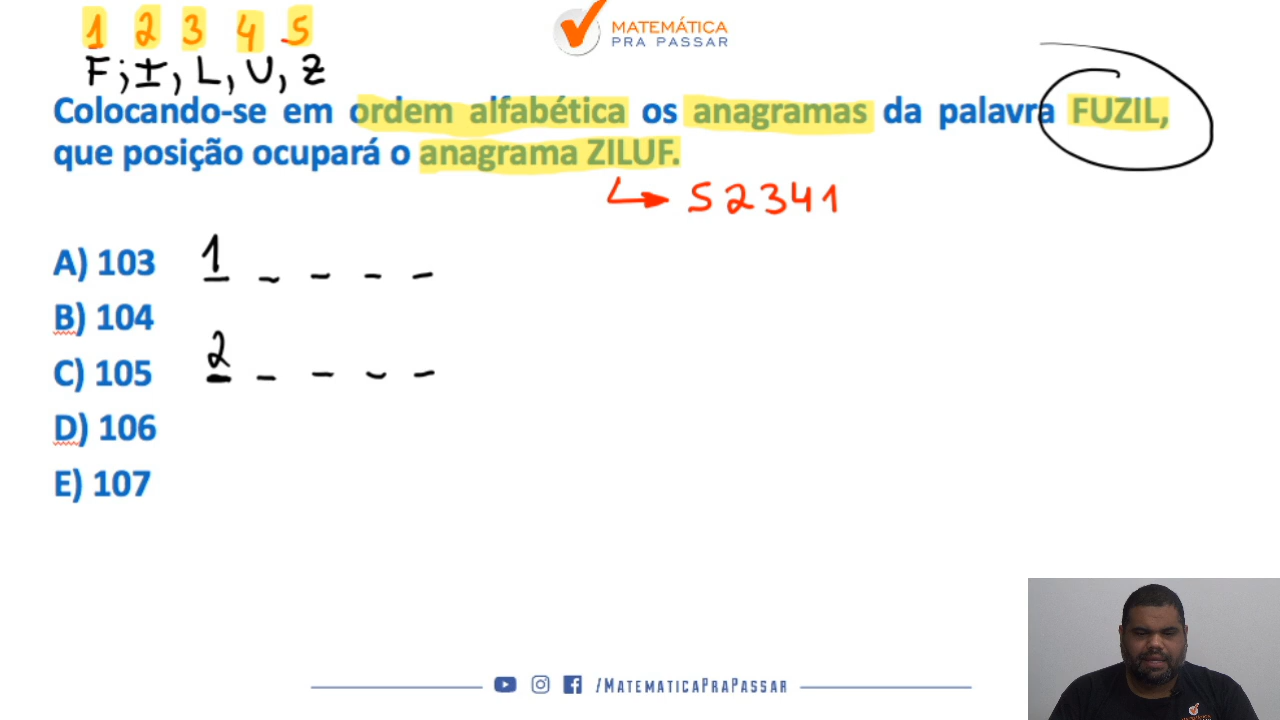 1 2 3 4 5
MATEMÁTICA
PRA PASSAR
F; I, L, U, Z
Colocando-se em ordem alfabética os anagramas da palavra FUZIL,
que posição ocupará o anagrama ZILUF.
52341
A) 103
1 _ _ _ _
B) 104
2 _ _ _ _
C) 105
D) 106
E) 107
/MATEMATICAPRAPASSAR